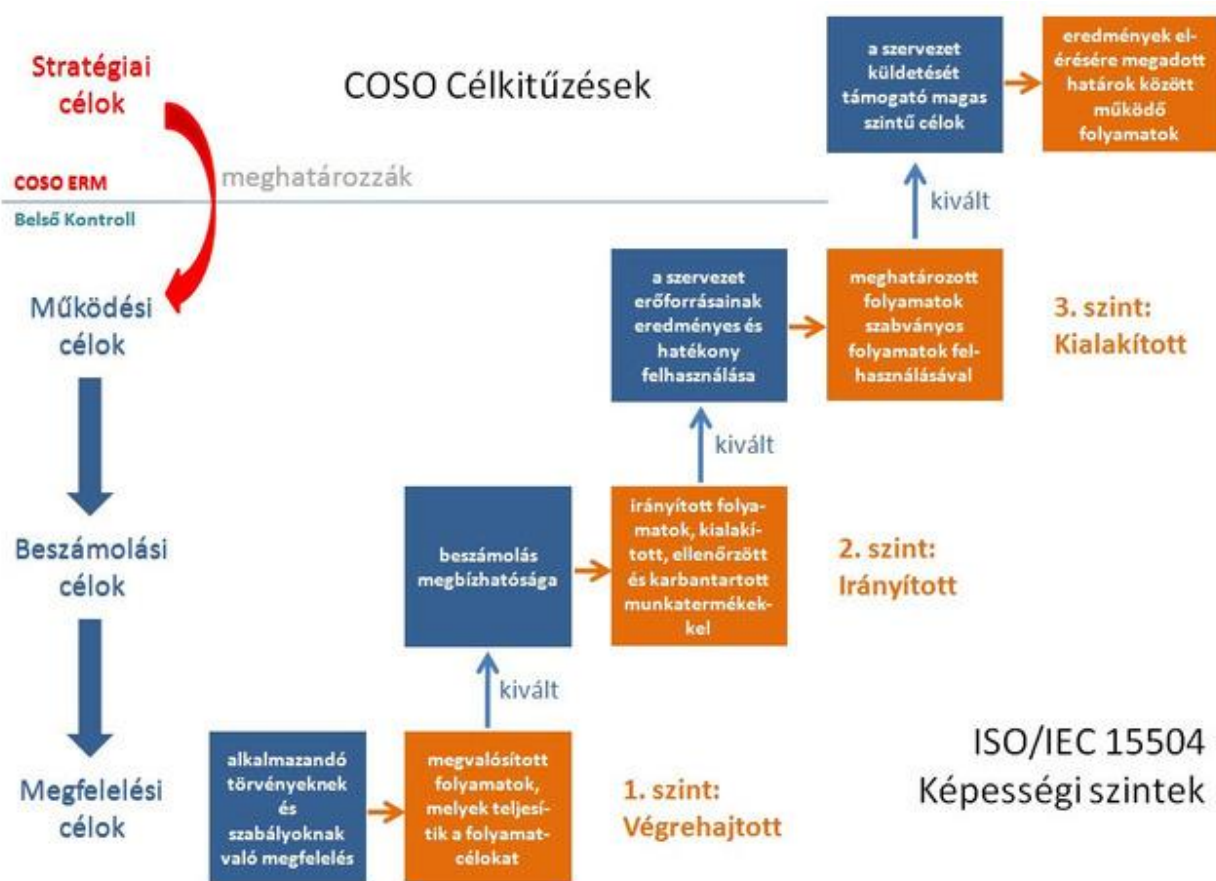 Stratégiai
célok
COSO Célkitűzések
a szervezet
küldetését
támogató magas
szintű célok
eredmények el-
érésére megadott
határok között
működő
folyamatok
meghatározzák
COSO ERM
Belső Kontroll
kivált
Működési
célok
a szervezet
erőforrásainak
eredményes és
hatékony
felhasználása
meghatározott
folyamatok
szabványos
folyamatok fel-
használásával
3. szint:
Kialakított
kivált
Beszámolási
célok
beszámolás
megbízhatósága
irányított folya-
matok, kialakí-
tott, ellenőrzött
és karbantartott
munkatermékek-
kel
2. szint:
Irányított
kivált
Megfelelési
célok
alkalmazandó
törvényeknek
és
szabályoknak
való megfelelés
megvalósított
folyamatok,
melyek teljesí-
tik a folyamat-
célokat
1. szint:
Végrehajtott
ISO/IEC 15504
Képességi szintek